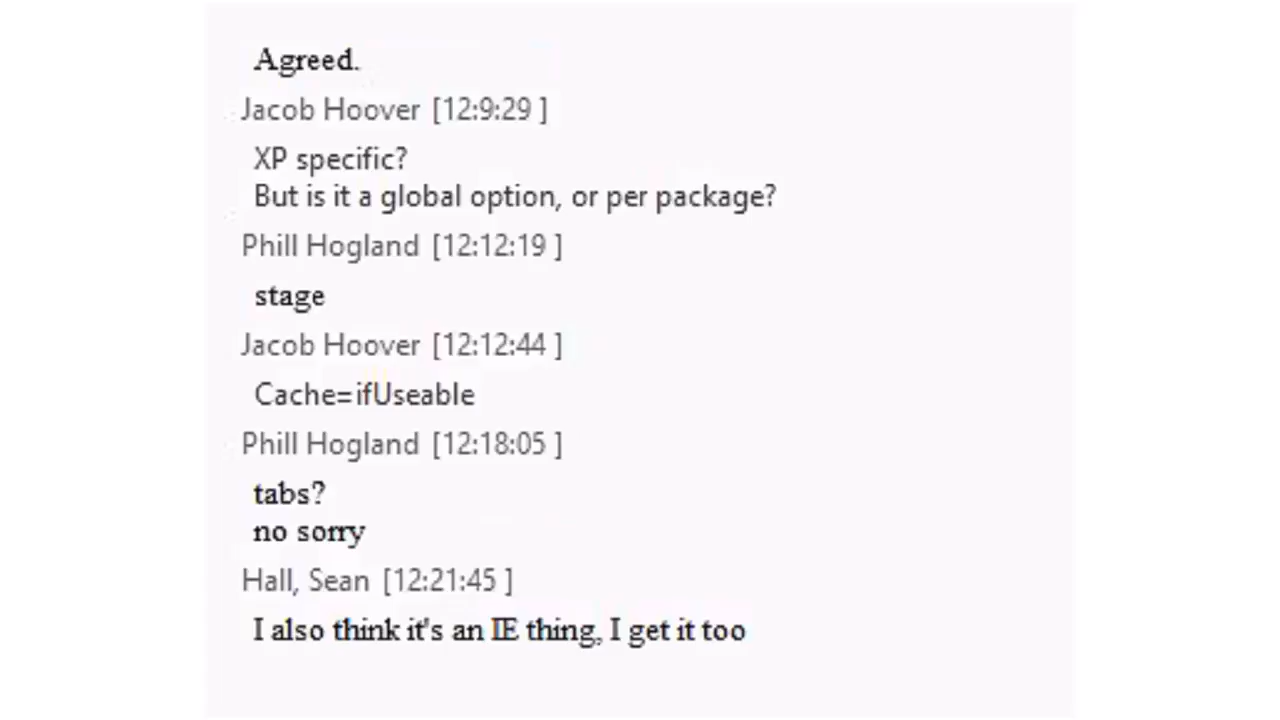 Agreed.
Jacob Hoover [12:9:29 ]
XP specific?
But is it a global option, or per package?
Phill Hogland [12:12:19 ]
stage
Jacob Hoover [12:12:44 ]
Cache=ifUseable
Phill Hogland [12:18:05 ]
tabs?
no sorry
Hall, Sean [12:21:45 ]
I also think it's an IE thing, I get it too